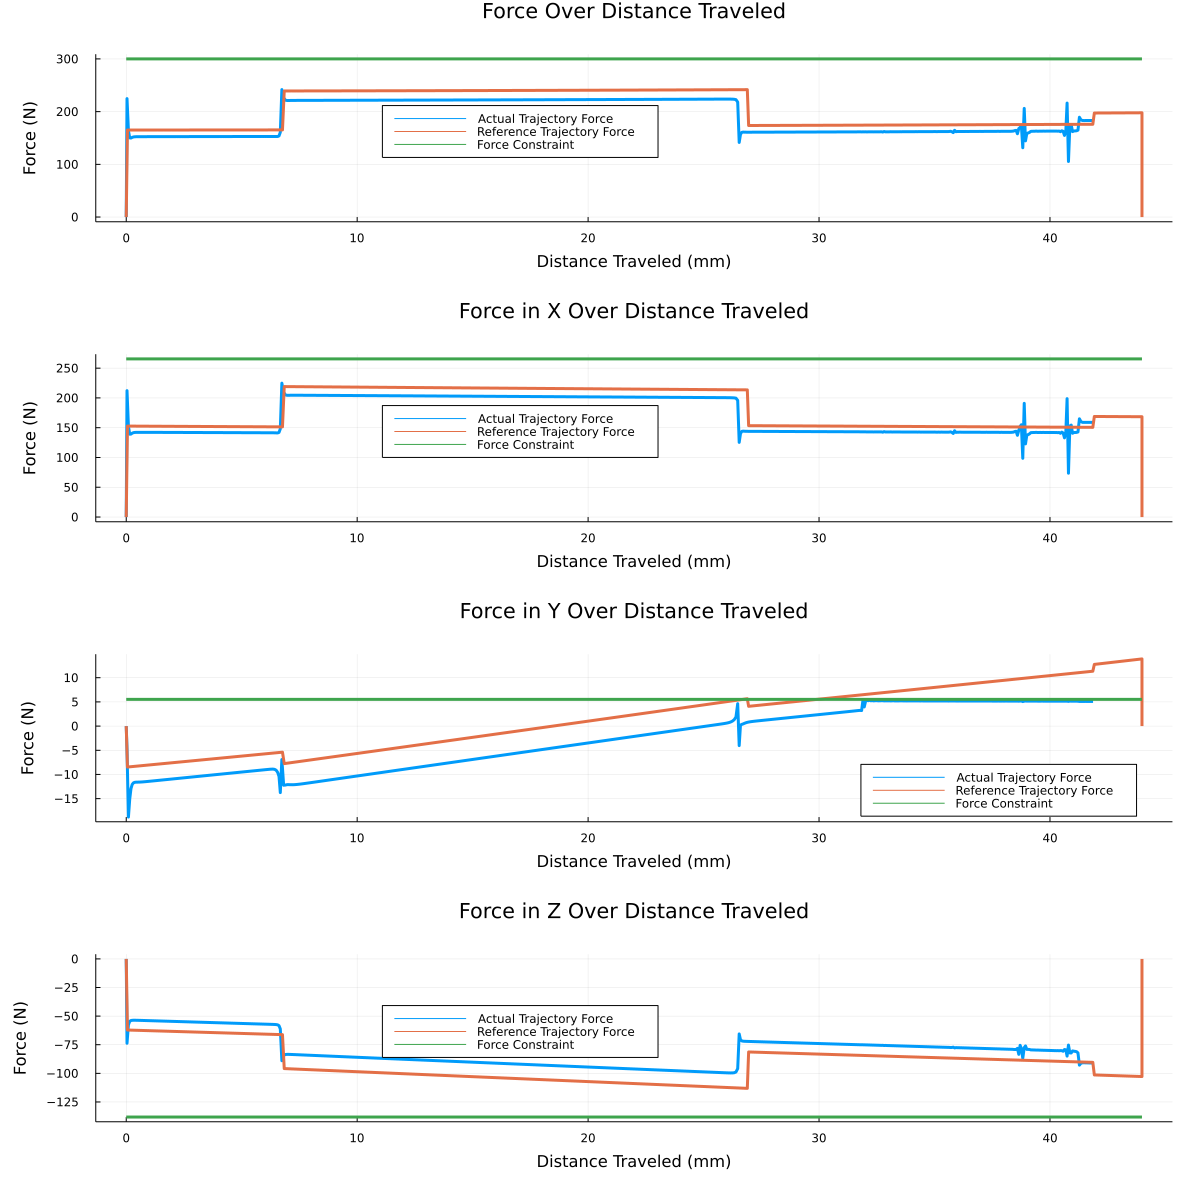 Force Over Distance Traveled
Force (N)
300
200
100
0
Actual Trajectory Force
Reference Trajectory Force
Force Constraint
0 10 20 30 40
Distance Traveled (mm)
Force in X Over Distance Traveled
Force (N)
250
200
150
100
50
0
Actual Trajectory Force
Reference Trajectory Force
Force Constraint
0 10 20 30 40
Distance Traveled (mm)
Force in Y Over Distance Traveled
Force (N)
10
5
0
−5
−10
−15
Actual Trajectory Force
Reference Trajectory Force
Force Constraint
0 10 20 30 40
Distance Traveled (mm)
Force in Z Over Distance Traveled
Force (N)
0
−25
−50
−75
−100
−125
Actual Trajectory Force
Reference Trajectory Force
Force Constraint
0 10 20 30 40
Distance Traveled (mm)